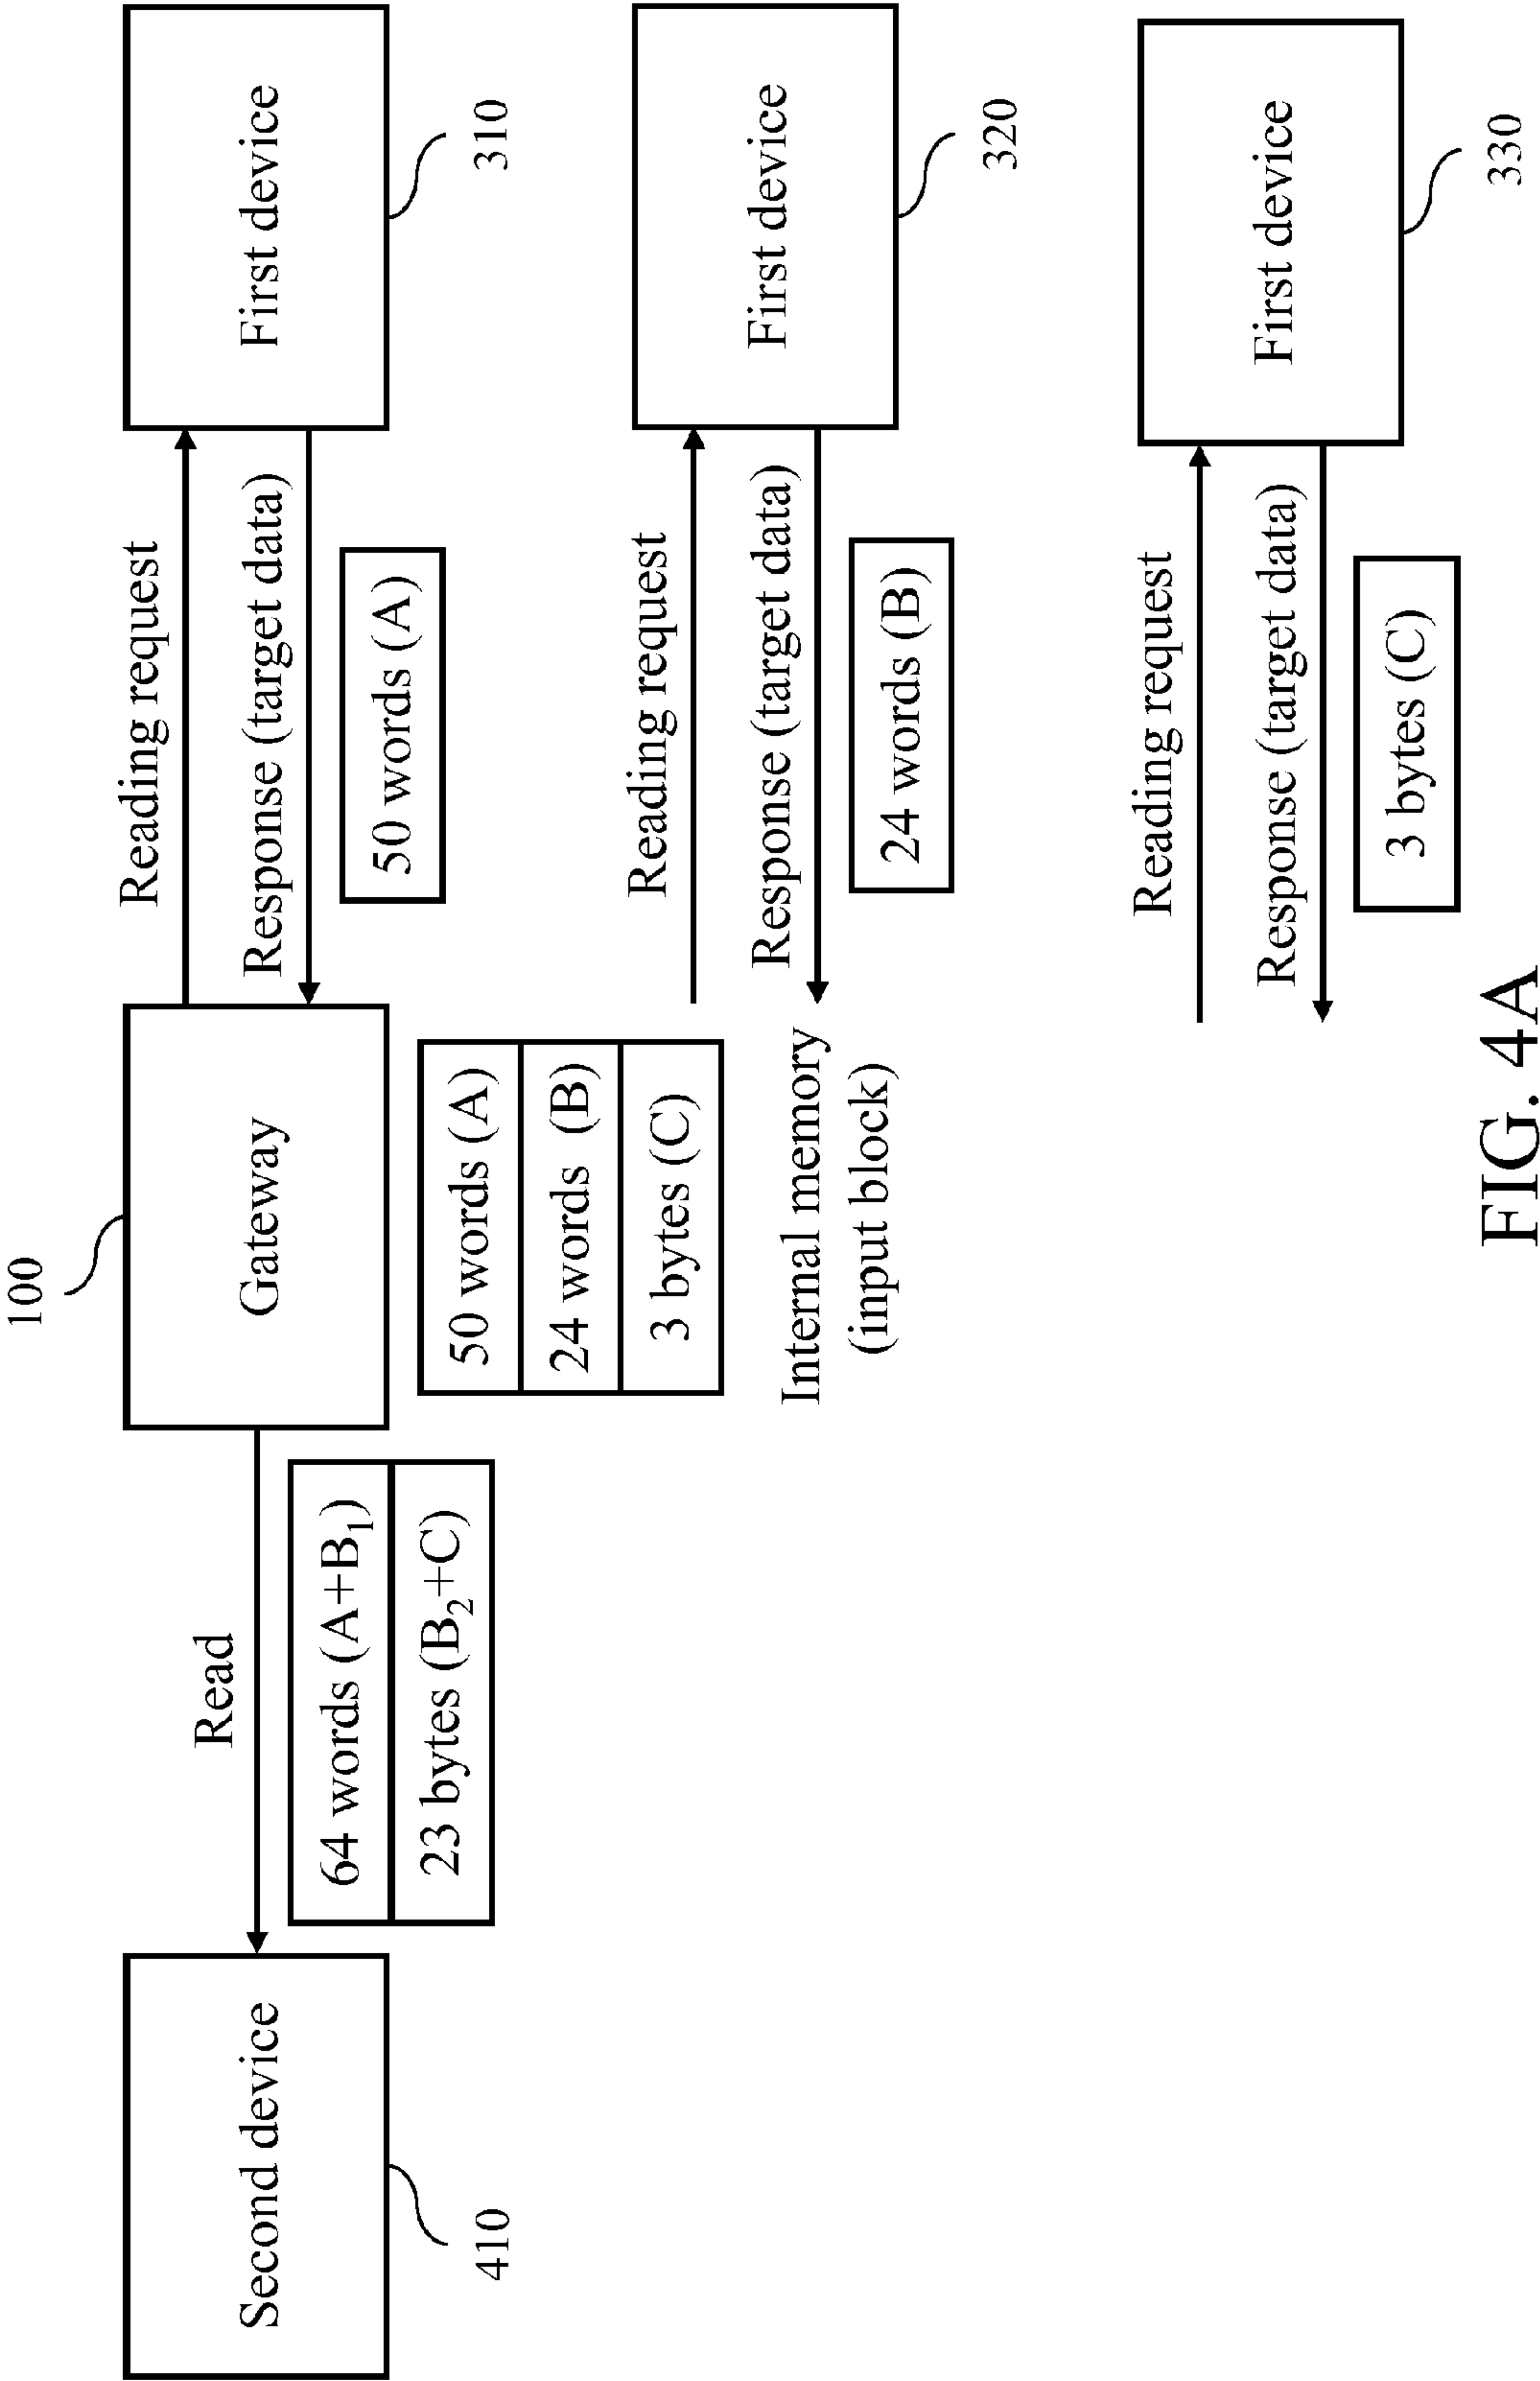 100
Second device
410
Read
64 words (A+B₁)
23 bytes (B₂+C)
Gateway
50 words (A)
24 words (B)
3 bytes (C)
Internal memory
(input block)
Reading request
Response (target data)
50 words (A)
First device
310
Reading request
Response (target data)
24 words (B)
First device
320
Reading request
Response (target data)
3 bytes (C)
First device
330
FIG. 4A